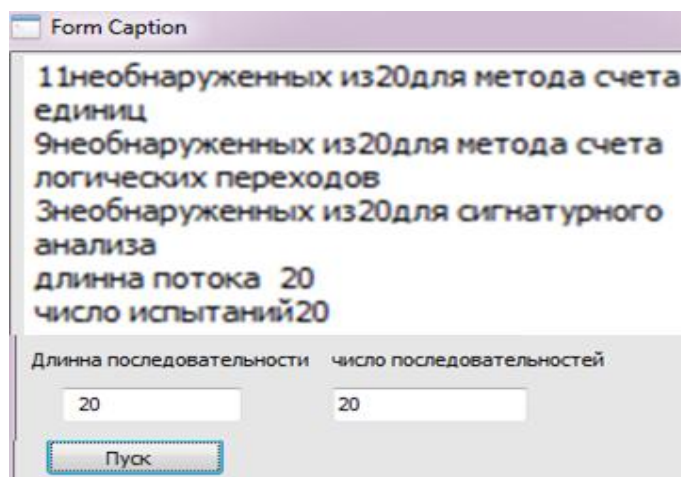 Form Caption
11необнаруженных из20для метода счета
единиц
9необнаруженных из20для метода счета
логических переходов
3необнаруженных из20для сигнатурного
анализа
длинна потока 20
число испытаний20
Длинна последовательности число последовательностей
20 20
Пуск